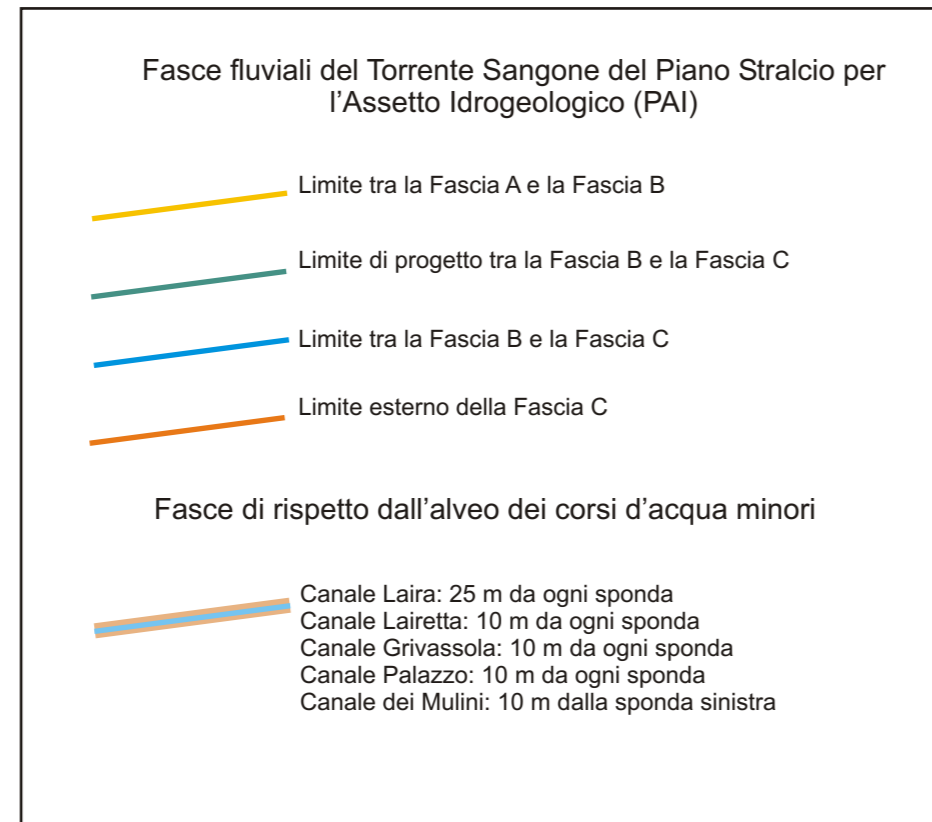 Fasce fluviali del Torrente Sangone del Piano Stralcio per
l’Assetto Idrogeologico (PAI)
Limite tra la Fascia A e la Fascia B
Limite di progetto tra la Fascia B e la Fascia C
Limite tra la Fascia B e la Fascia C
Limite esterno della Fascia C
Fasce di rispetto dall’alveo dei corsi d’acqua minori
Canale Laira: 25 m da ogni sponda
Canale Lairetta: 10 m da ogni sponda
Canale Grivassola: 10 m da ogni sponda
Canale Palazzo: 10 m da ogni sponda
Canale dei Mulini: 10 m dalla sponda sinistra